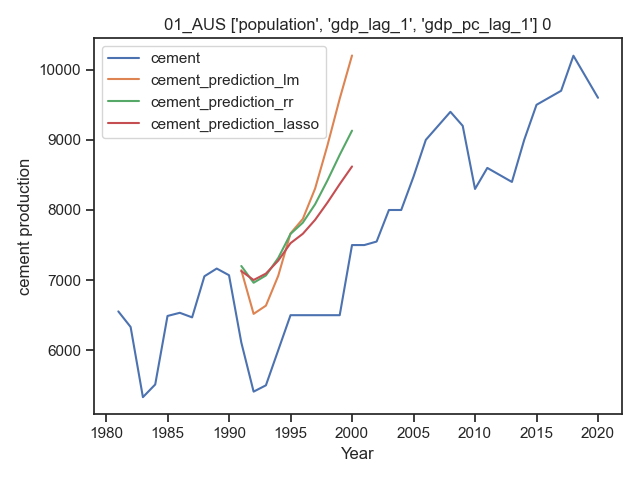 01_AUS ['population', 'gdp_lag_1', 'gdp_pc_lag_1'] 0
cement
cement_prediction_lm
cement_prediction_rr
cement_prediction_lasso
cement production
10000
9000
8000
7000
6000
1980 1985 1990 1995 2000 2005 2010 2015 2020
Year